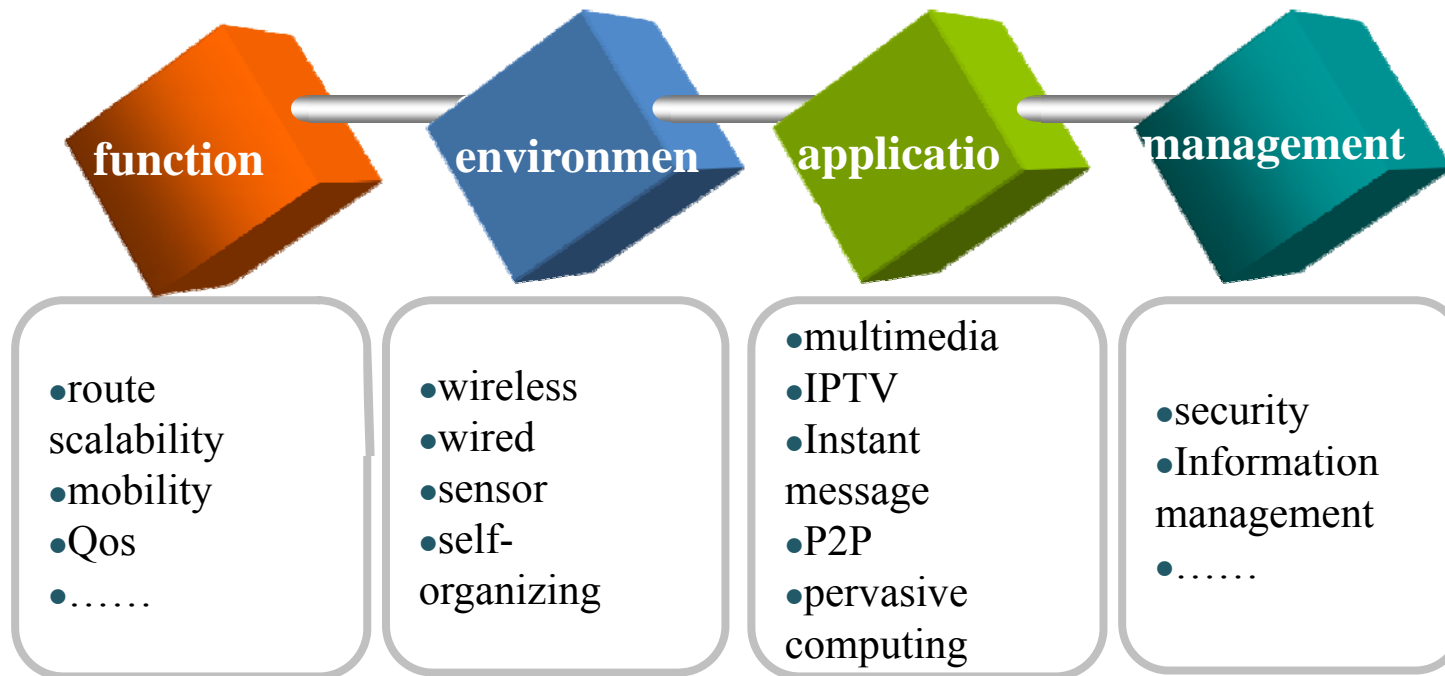 function
environmen
applicatio
management
●route
scalability
●mobility
●Qos
●……
●wireless
●wired
●sensor
●self-
organizing
●multimedia
●IPTV
●Instant
message
●P2P
●pervasive
computing
●security
●Information
management
●……